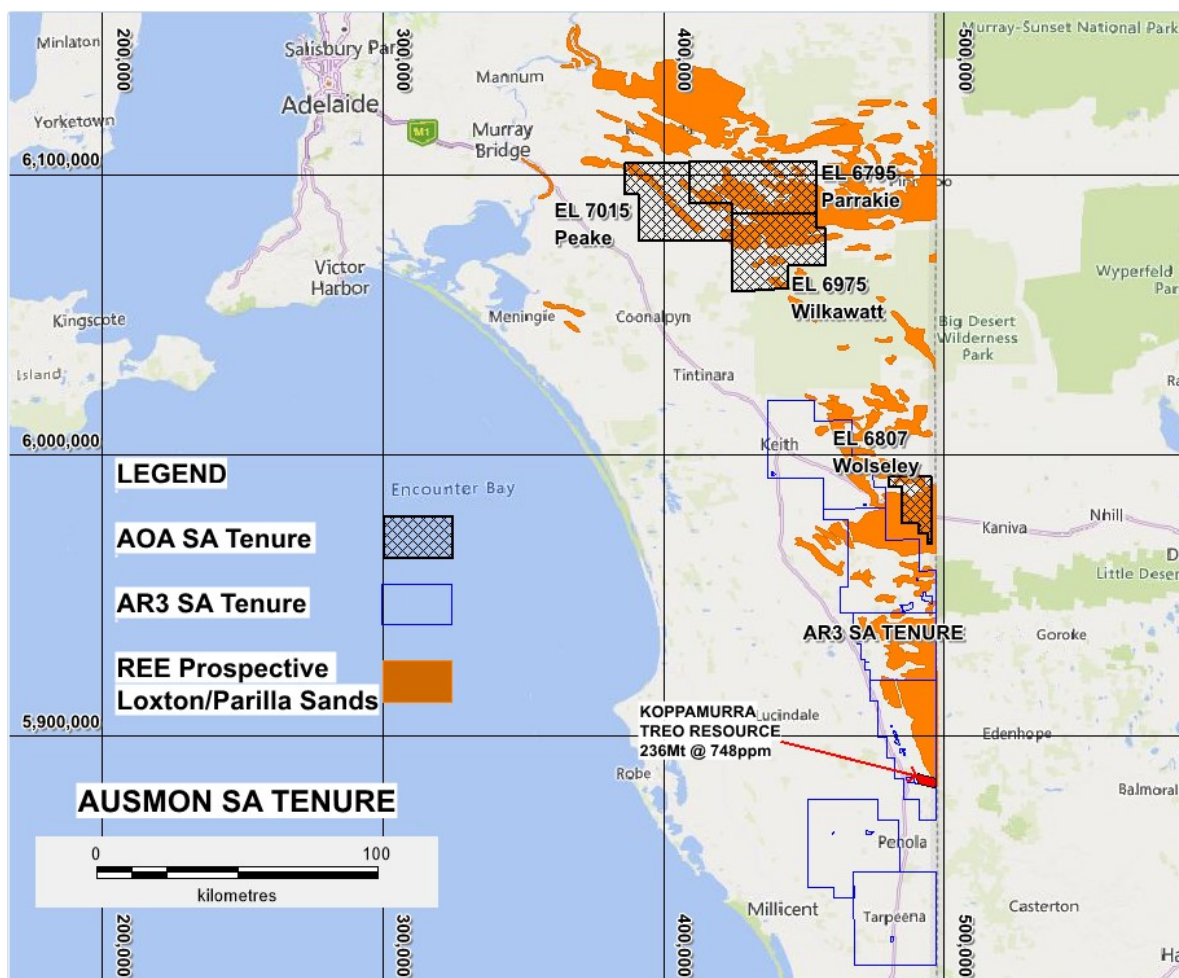 Minlaton
Salisbury Par
Adelaide
Yorketown
M1
Mannum
Murray
Bridge
Murray-Sunset National Park
200,000
300,000
400,000
500,000
6,100,000
EL 6795
Parrakie
EL 7015
Peake
EL 6975
Wilkawatt
Victor
Harbor
Kingscote
Island
Meningie
Coonalpyn
Tintinara
Wyperfeld
Par
Big Desert
Wilderness
Park
Ra
6,000,000
Keith
EL 6807
Wolseley
Kaniva
Nhill
D
Little Deser
LEGEND
Encounter Bay
AOA SA Tenure
AR3 SA Tenure
REE Prospective
Loxton/Parilla Sands
AR3 SA TENURE
Goroke
5,900,000
KOPPAMURRA
TREO RESOURCE
236Mt @ 748ppm
Lucindale
Edenhope
Robe
Balmoral
AUSMON SA TENURE
0 100
kilometres
Penola
Millicent
Tarpeena
Casterton
200,000
300,000
400,000
500,000